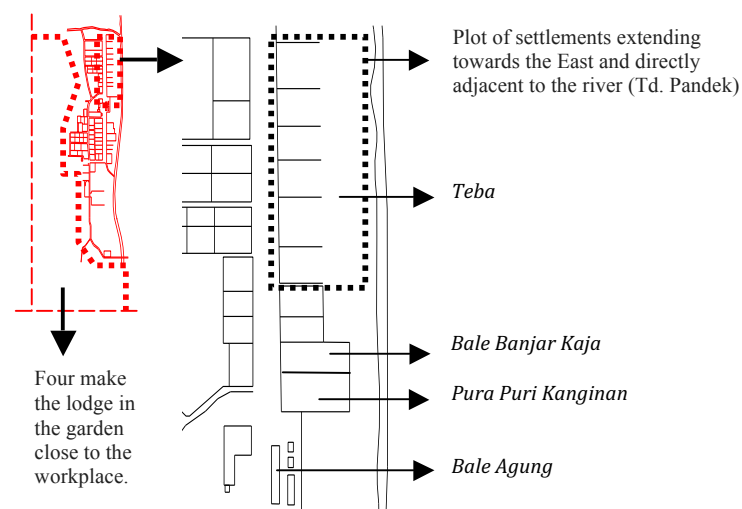 Plot of settlements extending
towards the East and directly
adjacent to the river (Td. Pandek)
Teba
Bale Banjar Kaja
Pura Puri Kanginan
Bale Agung
Four make
the lodge in
the garden
close to the
workplace.